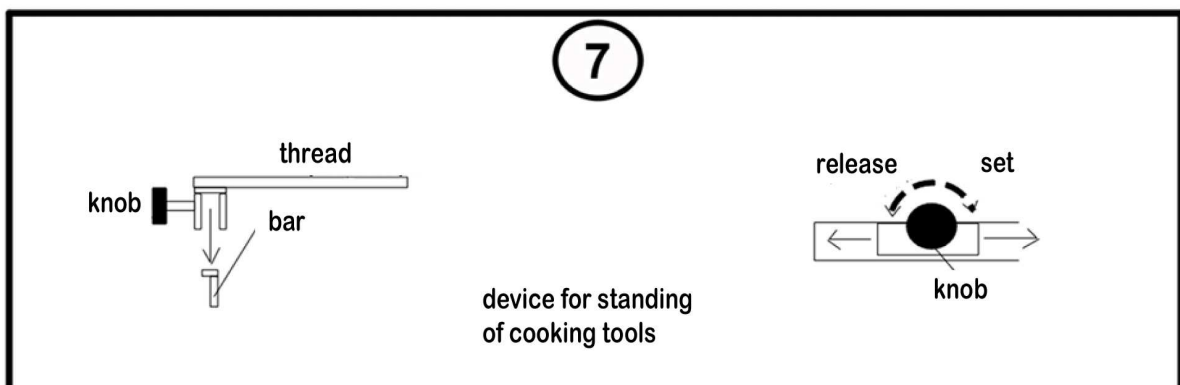 7
thread
knob
bar
release
set
knob
device for standing
of cooking tools